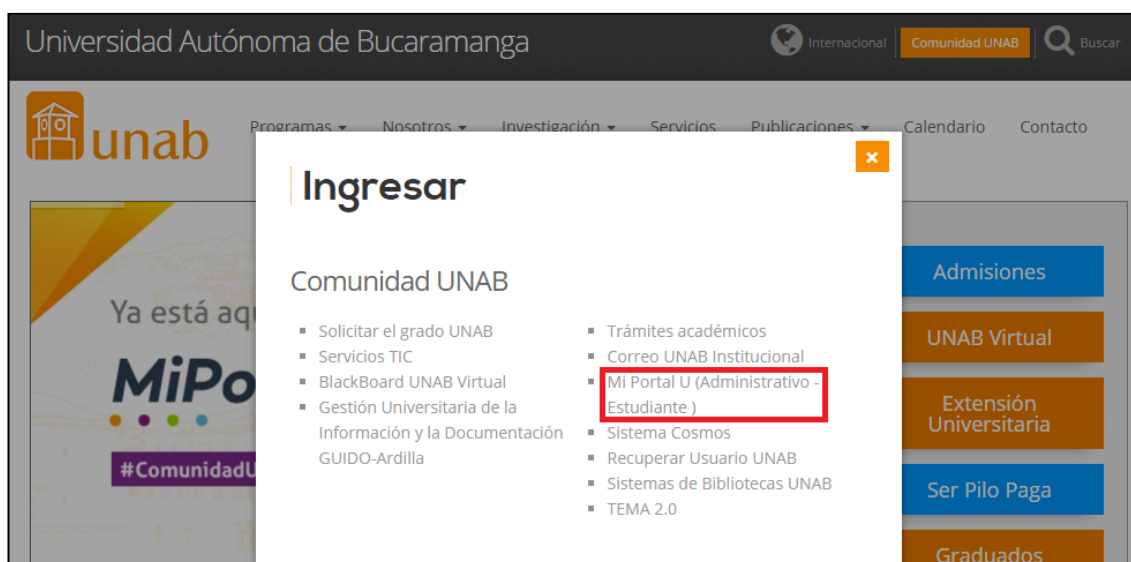 Universidad Autónoma de Bucaramanga
Internacional
Comunidad UNAB
Buscar
unab
Programas
Nosotros
Investigación
Servicios
Publicaciones
Calendario
Contacto
Ingresar
×
Comunidad UNAB
Solicitar el grado UNAB
Servicios TIC
BlackBoard UNAB Virtual
Gestión Universitaria de la
Información y la Documentación
GUIDO-Ardilla
Trámites académicos
Correo UNAB Institucional
Mi Portal U (Administrativo -
Estudiante )
Sistema Cosmos
Recuperar Usuario UNAB
Sistemas de Bibliotecas UNAB
TEMA 2.0
Ya está aq
MiPo
#ComunidadU
Admisiones
UNAB Virtual
Extensión
Universitaria
Ser Pilo Paga
Graduados